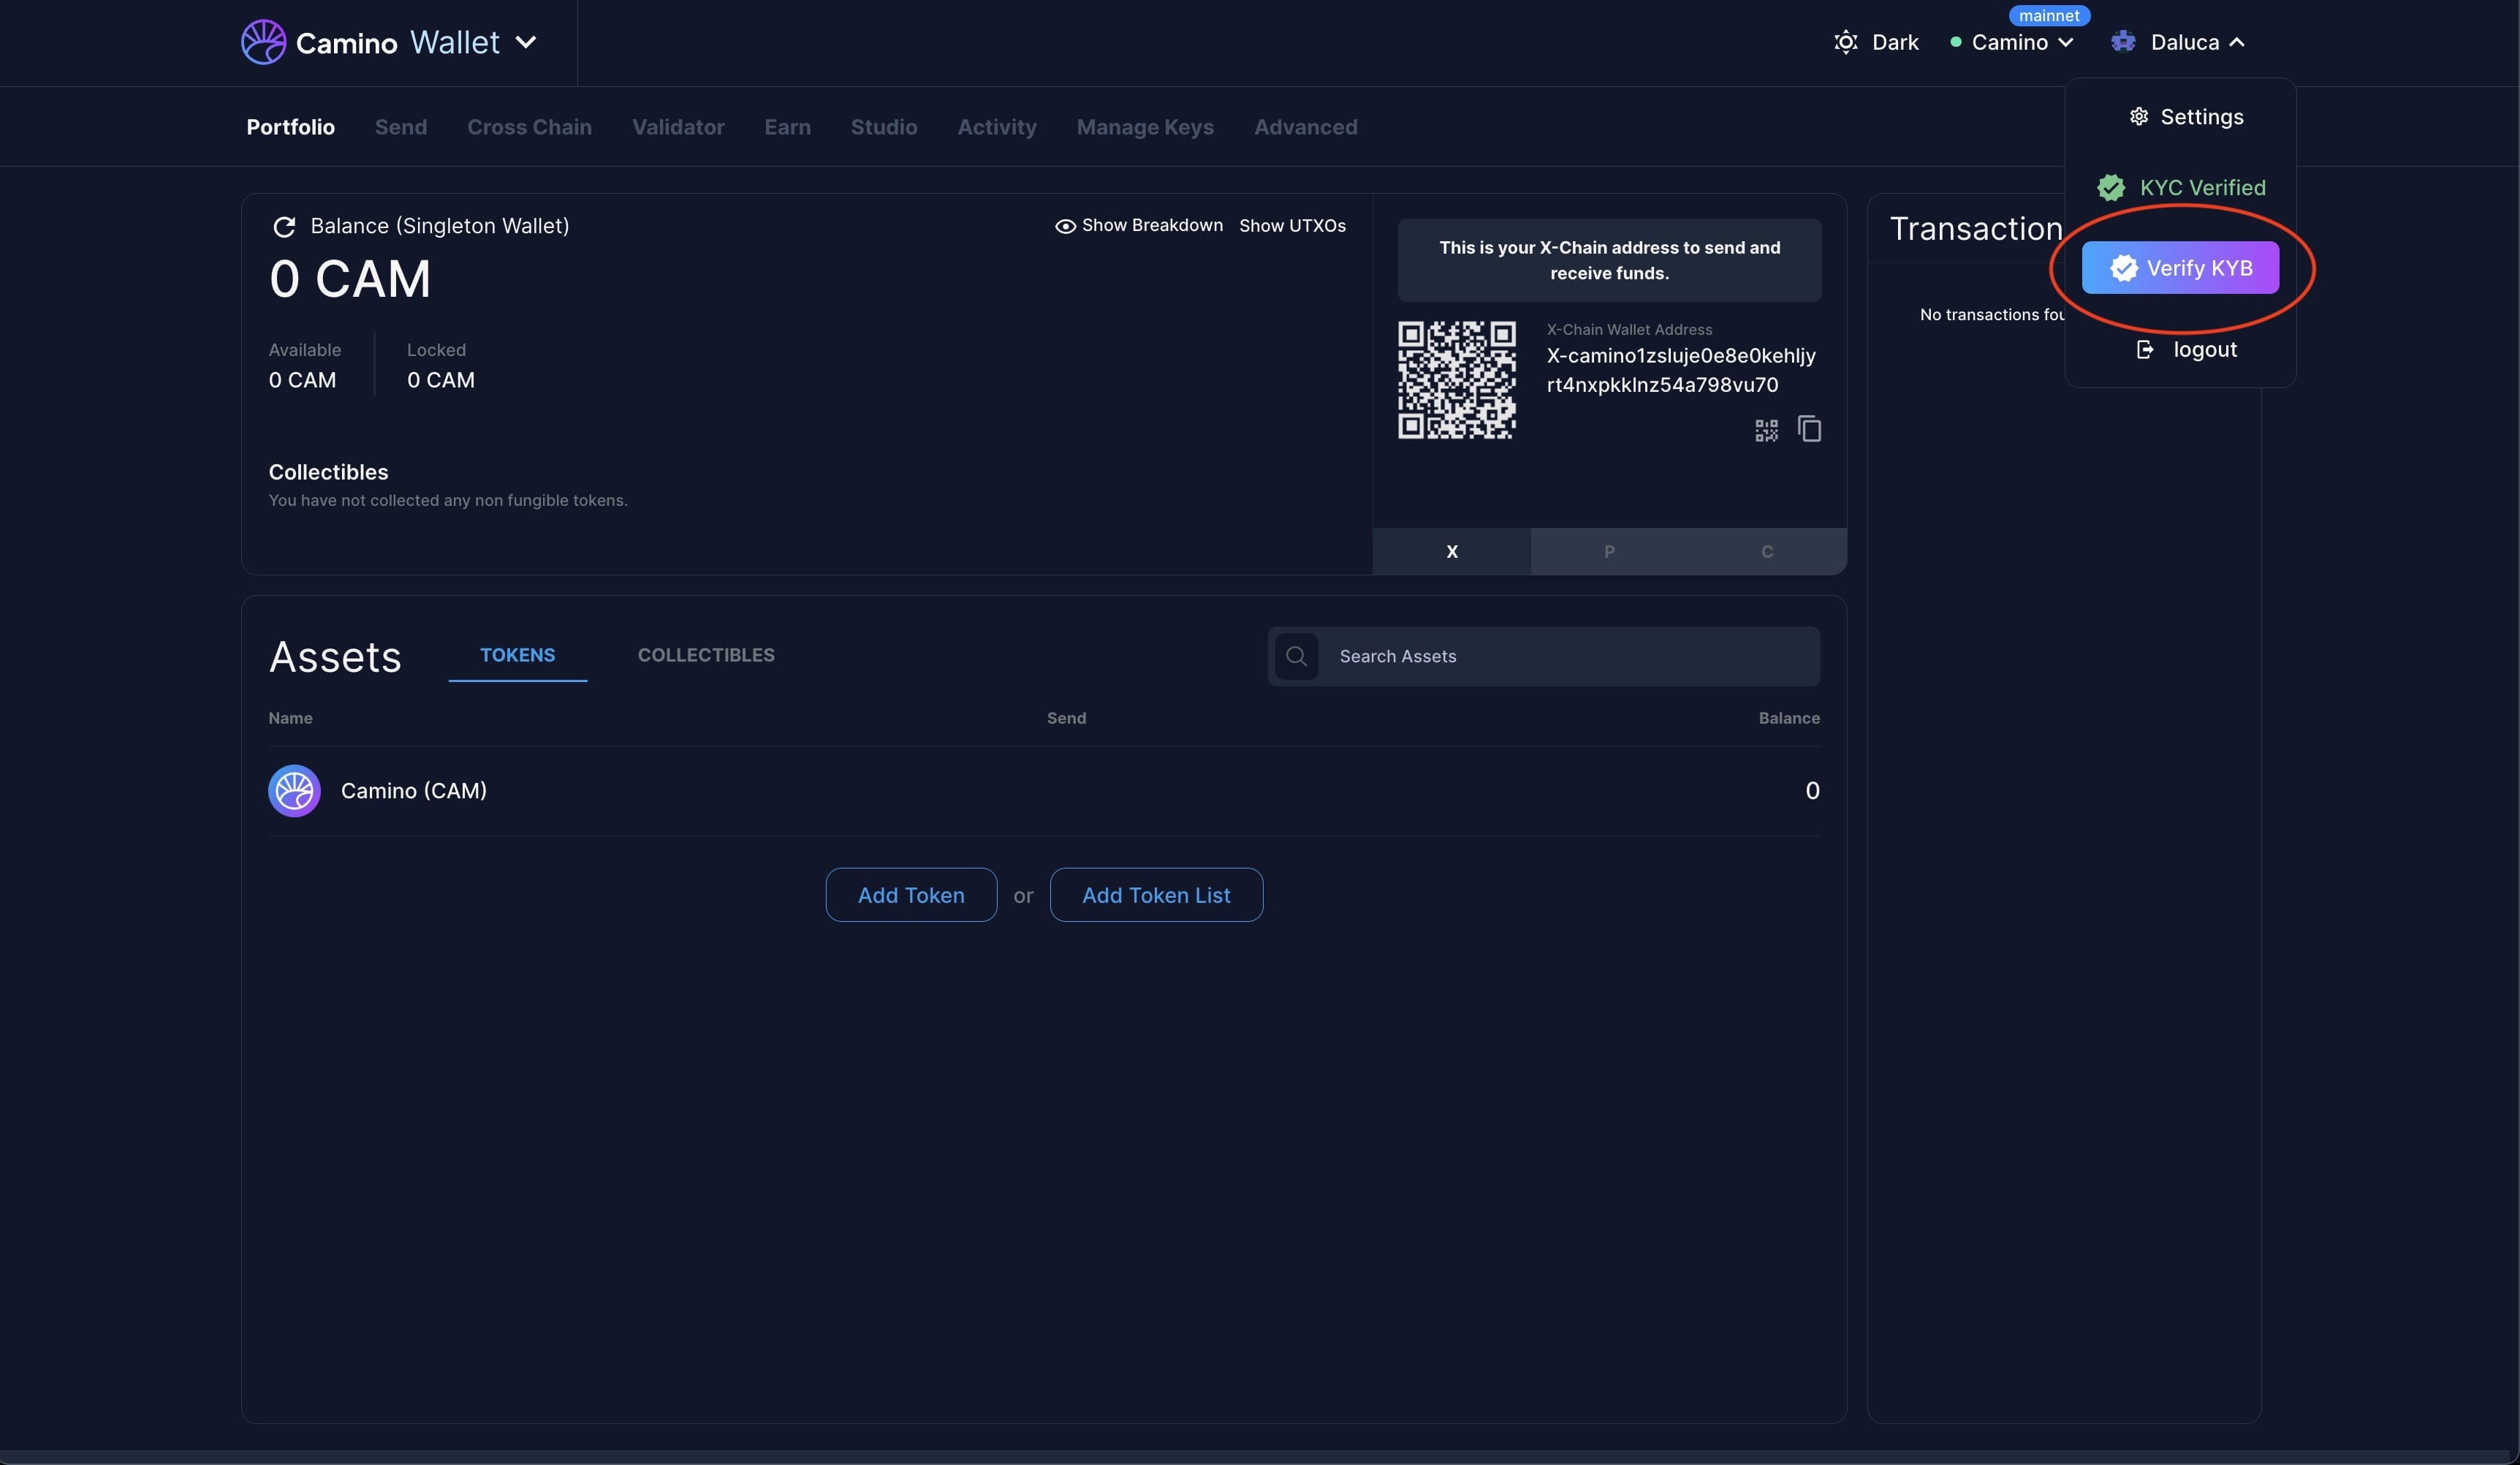 Camino Wallet
Dark
mainnet
Camino
Daluca
Portfolio
Send
Cross Chain
Validator
Earn
Studio
Activity
Manage Keys
Advanced
Settings
KYC Verified
Verify KYB
logout
Balance (Singleton Wallet)
Show Breakdown
Show UTXOs
0 CAM
Available
0 CAM
Locked
0 CAM
Collectibles
You have not collected any non fungible tokens.
This is your X-Chain address to send and
receive funds.
X-Chain Wallet Address
X-camino1zsluje0e8e0kehljy
rt4nxpkklnz54a798vu70
X
P
C
Transaction
No transactions fou
Assets
TOKENS
COLLECTIBLES
Search Assets
Name
Send
Balance
Camino (CAM)
0
Add Token
or
Add Token List